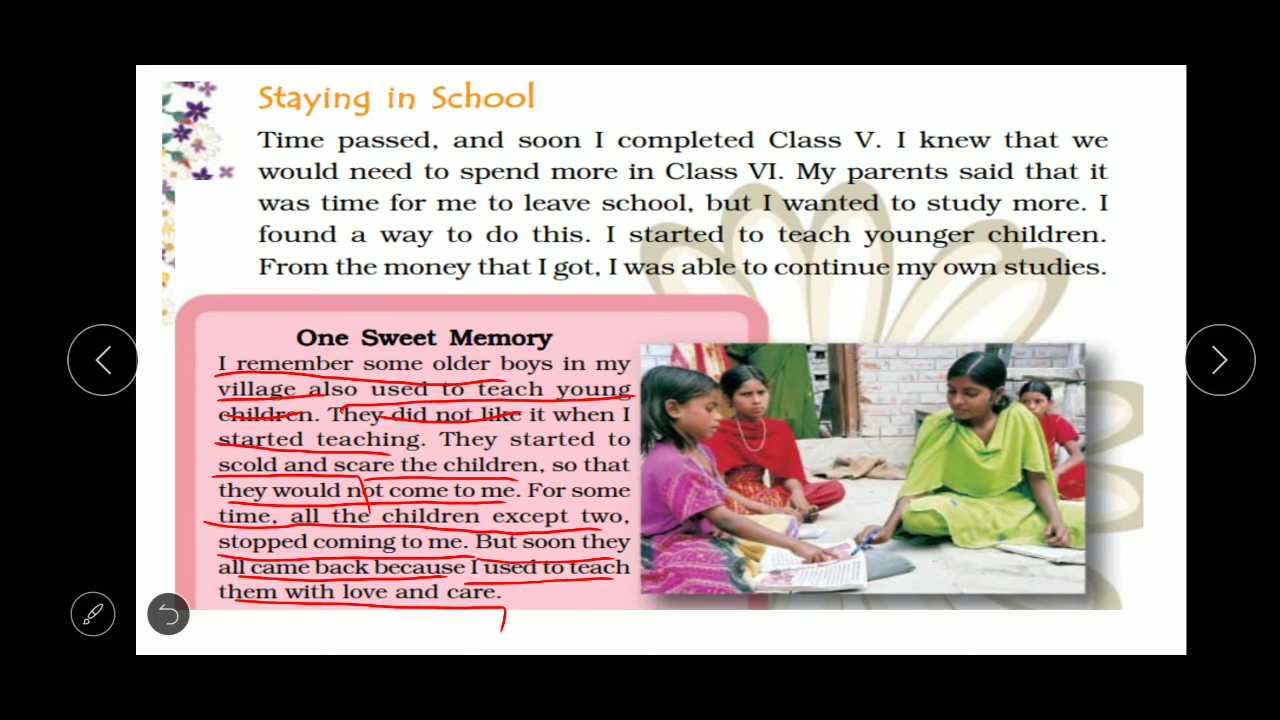 Staying in School
Time passed, and soon I completed Class V. I knew that we
would need to spend more in Class VI. My parents said that it
was time for me to leave school, but I wanted to study more. I
found a way to do this. I started to teach younger children.
From the money that I got, I was able to continue my own studies.
One Sweet Memory
I remember some older boys in my
village also used to teach young
children. They did not like it when I
started teaching. They started to
scold and scare the children, so that
they would not come to me. For some
time, all the children except two,
stopped coming to me. But soon they
all came back because I used to teach
them with love and care.